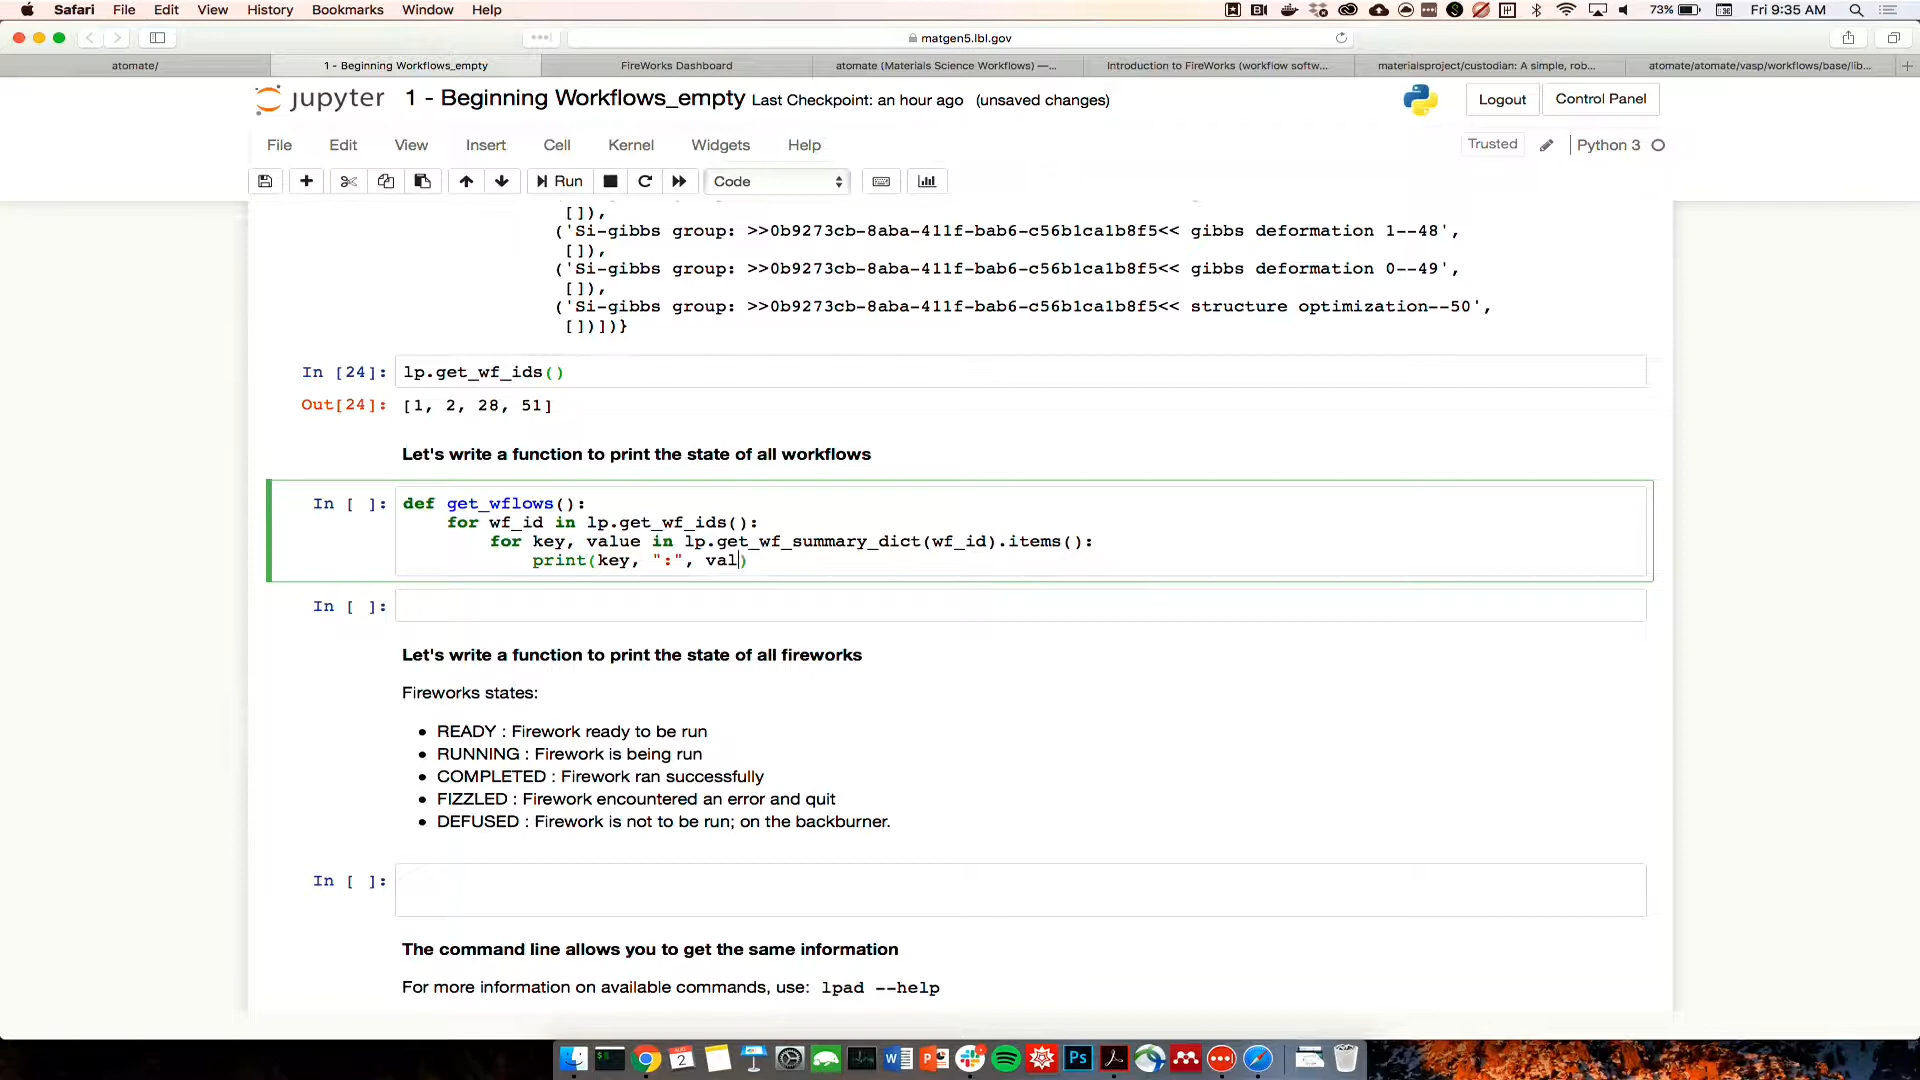 Safari File Edit View History Bookmarks Window Help 73% Fri 9:35 AM
matgen5.lbl.gov
atomate/ 1 - Beginning Workflows_empty FireWorks Dashboard atomate (Materials Science Workflows) —... Introduction to FireWorks (workflow softw... materialsproject/custodian: A simple, rob... atomate/atomate/vasp/workflows/base/lib...
jupyter 1 - Beginning Workflows_empty Last Checkpoint: an hour ago (unsaved changes) Logout Control Panel
File Edit View Insert Cell Kernel Widgets Help Trusted Python 3
Run Code
[]),
('Si-gibbs group: >>0b9273cb-8aba-411f-bab6-c56b1ca1b8f5<< gibbs deformation 1--48',
[]),
('Si-gibbs group: >>0b9273cb-8aba-411f-bab6-c56b1ca1b8f5<< gibbs deformation 0--49',
[]),
('Si-gibbs group: >>0b9273cb-8aba-411f-bab6-c56b1ca1b8f5<< structure optimization--50',
[])])}
In [24]: lp.get_wf_ids()
Out[24]: [1, 2, 28, 51]
Let's write a function to print the state of all workflows
In [ ]: def get_wflows():
for wf_id in lp.get_wf_ids():
for key, value in lp.get_wf_summary_dict(wf_id).items():
print(key, ":", val)
In [ ]:
Let's write a function to print the state of all fireworks
Fireworks states:
• READY : Firework ready to be run
• RUNNING : Firework is being run
• COMPLETED : Firework ran successfully
• FIZZLED : Firework encountered an error and quit
• DEFUSED : Firework is not to be run; on the backburner.
In [ ]:
The command line allows you to get the same information
For more information on available commands, use: lpad --help